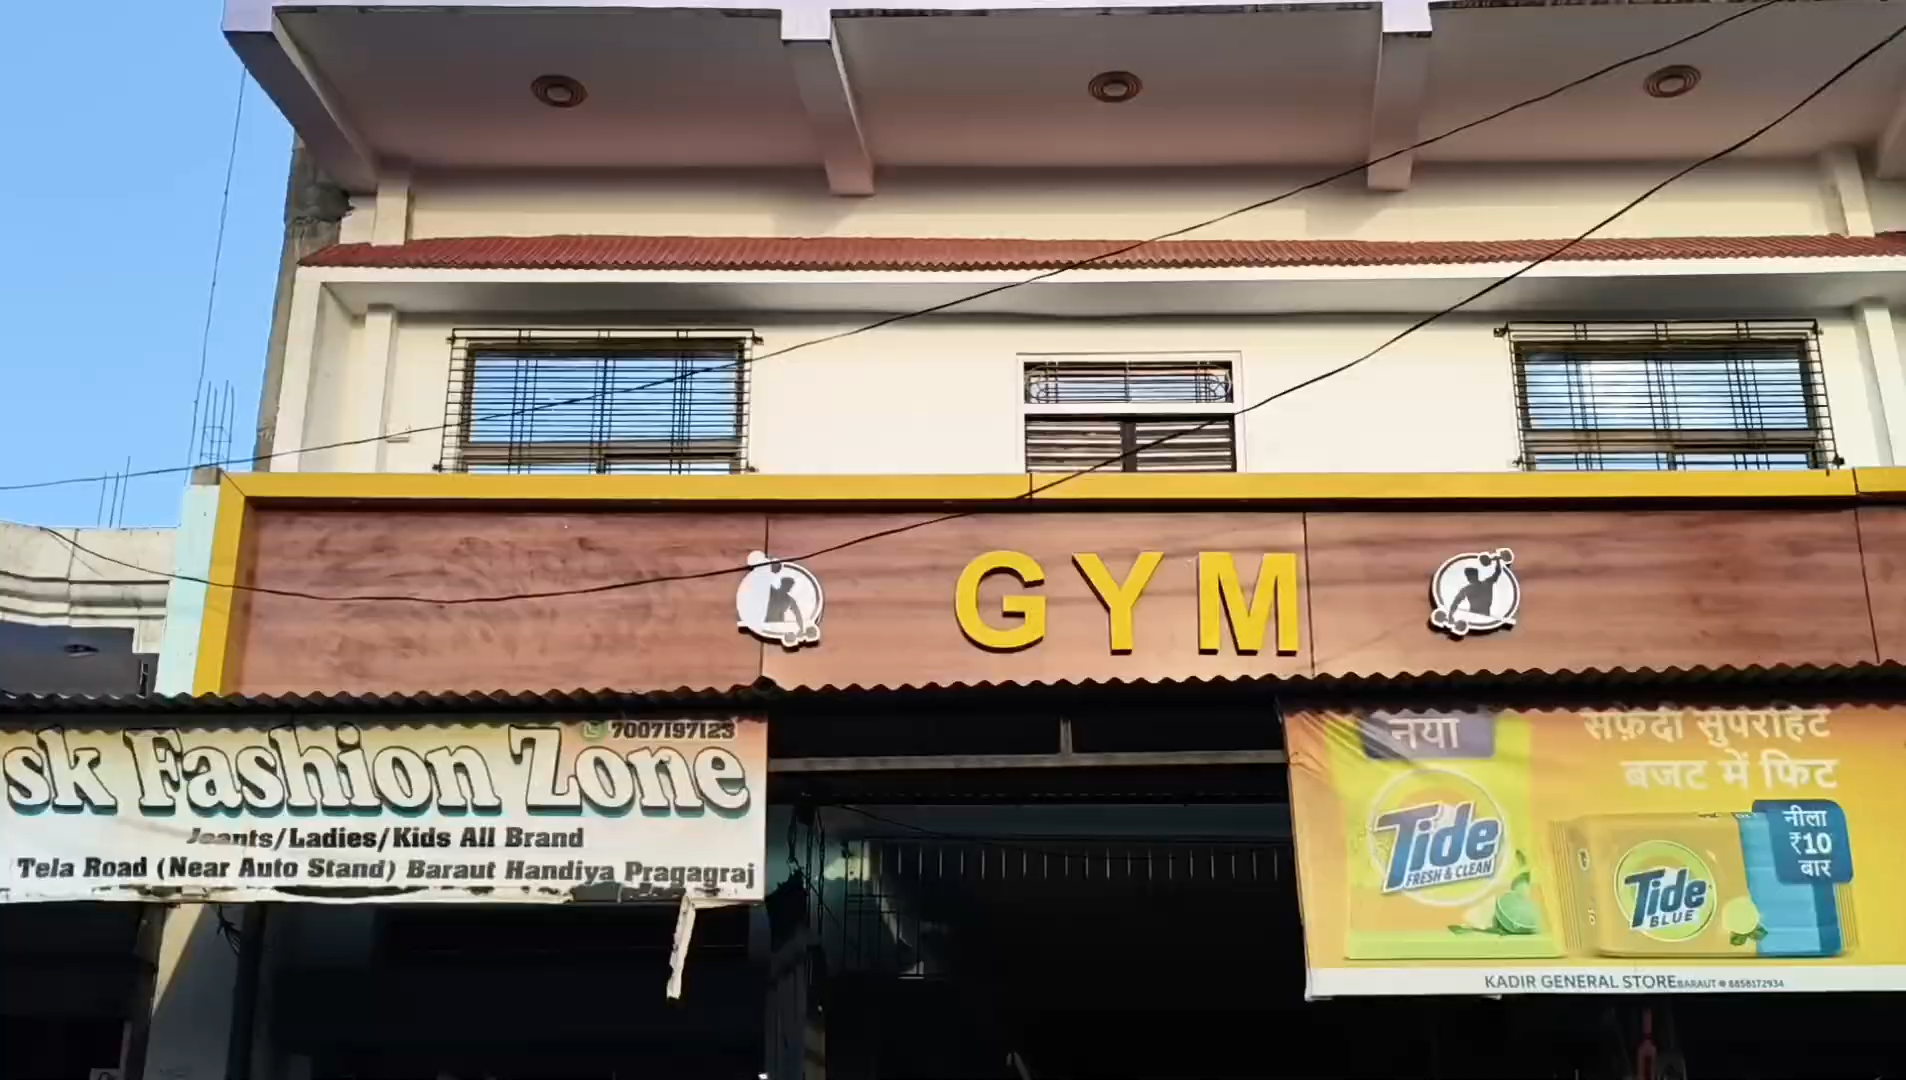 GYM
7007197123
sk Fashion Zone
Jeants/Ladies/Kids All Brand
Tela Road (Near Auto Stand) Baraut Handiya Pragagraj
नया
सफ़ेदी सुपरहिट
बजट में फिट
Tide
FRESH & CLEAN
नीला
₹10
बार
Tide
BLUE
KADIR GENERAL STORE BARAUT 8858172934